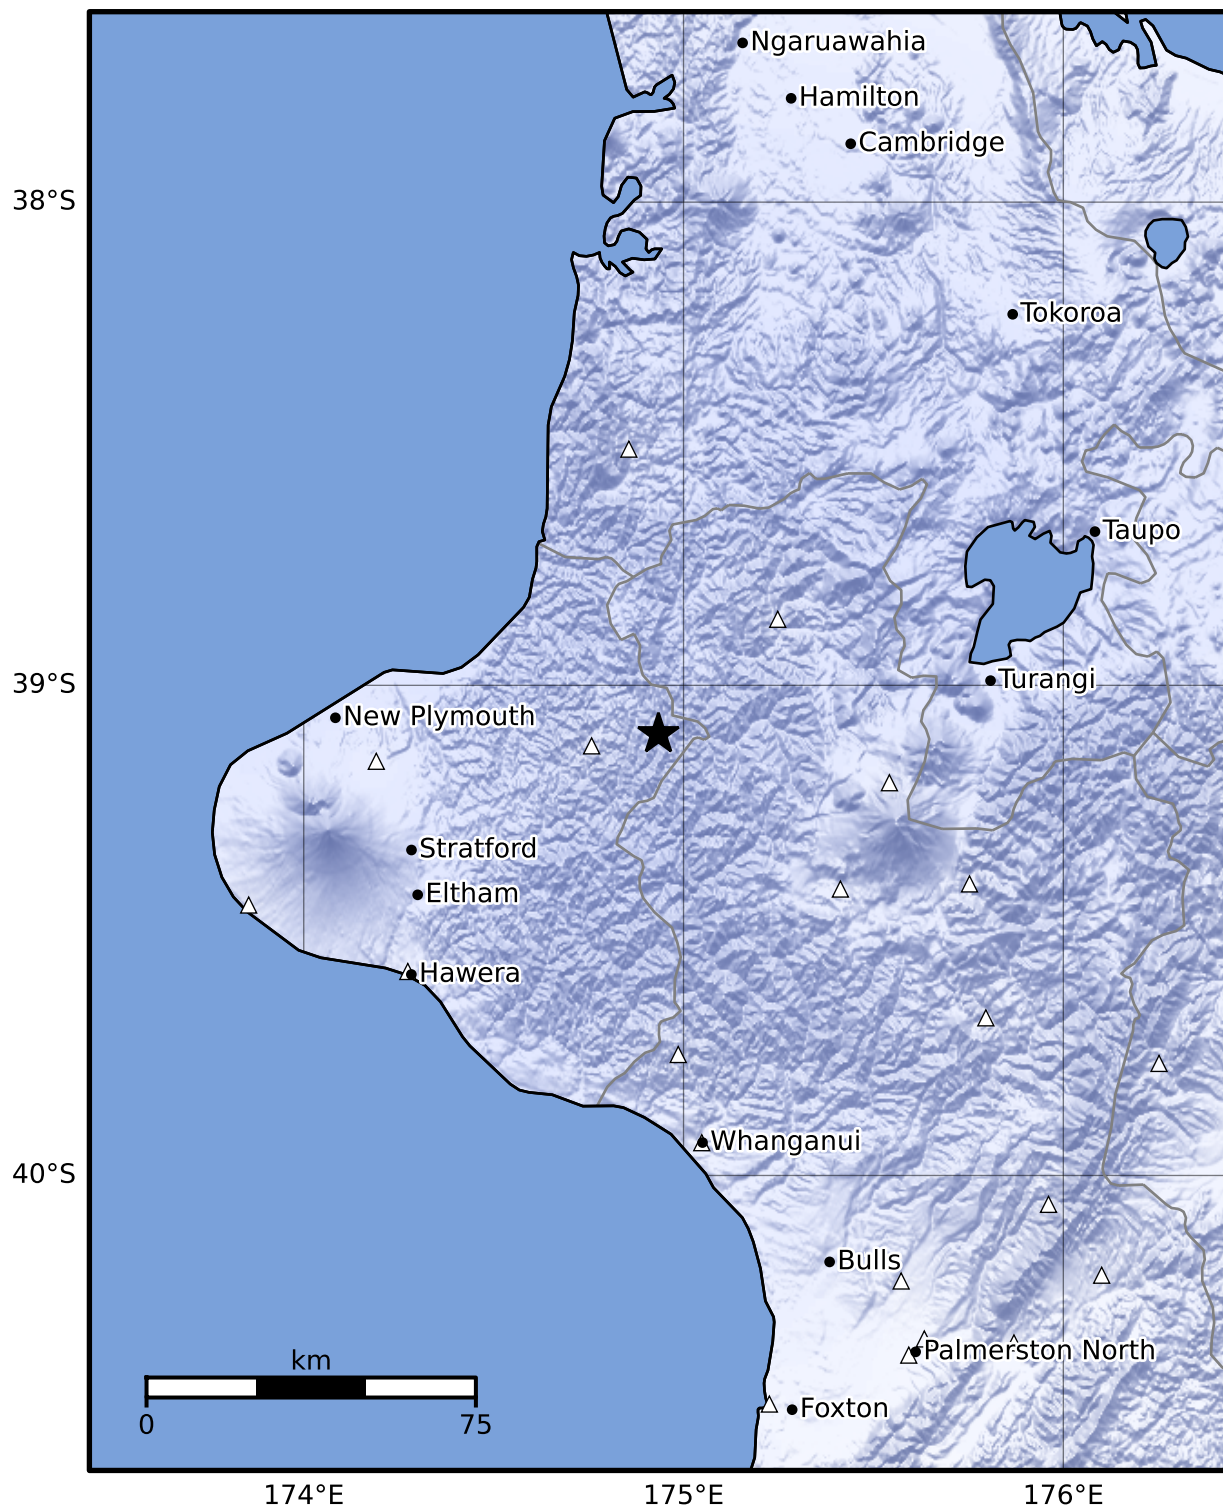 Ngaruawahia
Hamilton
Cambridge
38°S
Tokoroa
Taupo
39°S
Turangi
New Plymouth
Stratford
Eltham
Hawera
Whanganui
40°S
Bulls
Palmerston North
km
Foxton
0 75
174°E 175°E 176°E